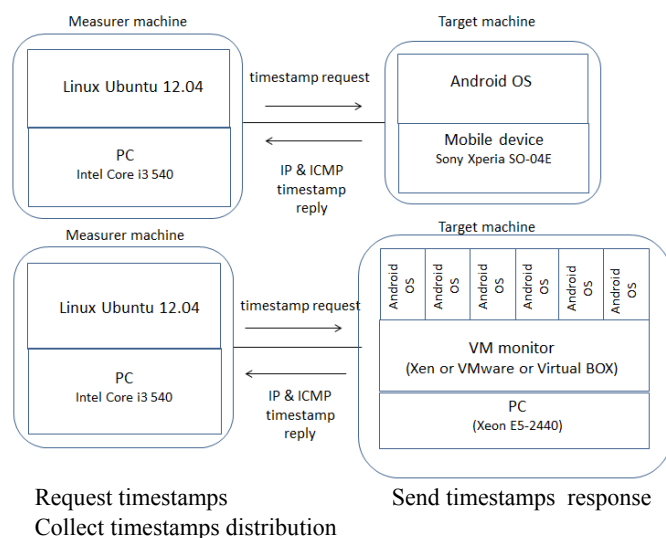 Measurer machine
Target machine
Linux Ubuntu 12.04
PC
Intel Core i3 540
timestamp request
IP & ICMP
timestamp
reply
Android OS
Mobile device
Sony Xperia SO-04E
Measurer machine
Target machine
Linux Ubuntu 12.04
PC
Intel Core i3 540
timestamp request
IP & ICMP
timestamp
reply
Android
OS
Android
OS
Android
OS
Android
OS
Android
OS
Android
OS
VM monitor
(Xen or VMware or Virtual BOX)
PC
(Xeon E5-2440)
Request timestamps
Collect timestamps distribution
Send timestamps response